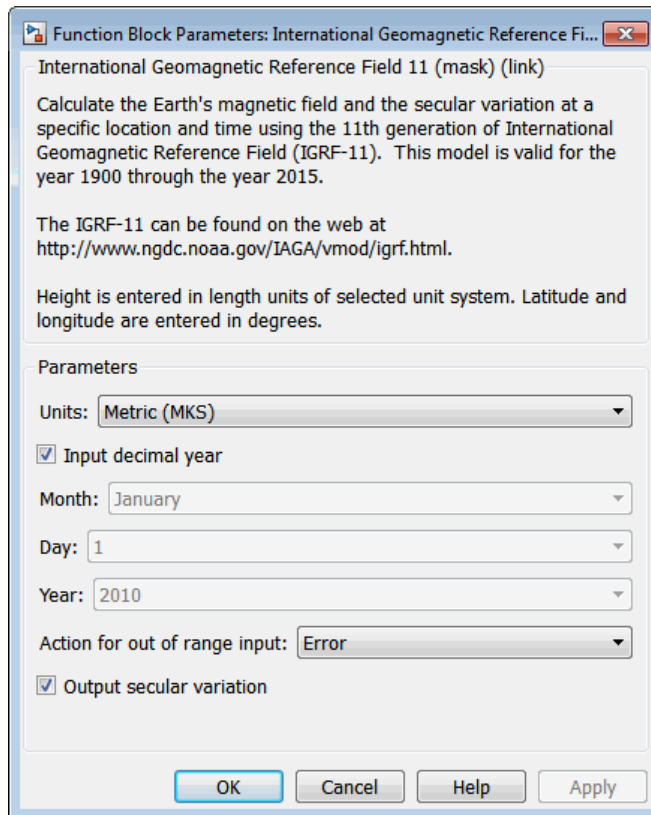 Function Block Parameters: International Geomagnetic Reference Fi...
International Geomagnetic Reference Field 11 (mask) (link)
Calculate the Earth's magnetic field and the secular variation at a
specific location and time using the 11th generation of International
Geomagnetic Reference Field (IGRF-11).  This model is valid for the
year 1900 through the year 2015.
The IGRF-11 can be found on the web at
http://www.ngdc.noaa.gov/IAGA/vmod/igrf.html.
Height is entered in length units of selected unit system. Latitude and
longitude are entered in degrees.
Parameters
Units: Metric (MKS)
Input decimal year
Month: January
Day: 1
Year: 2010
Action for out of range input: Error
Output secular variation
OK Cancel Help Apply